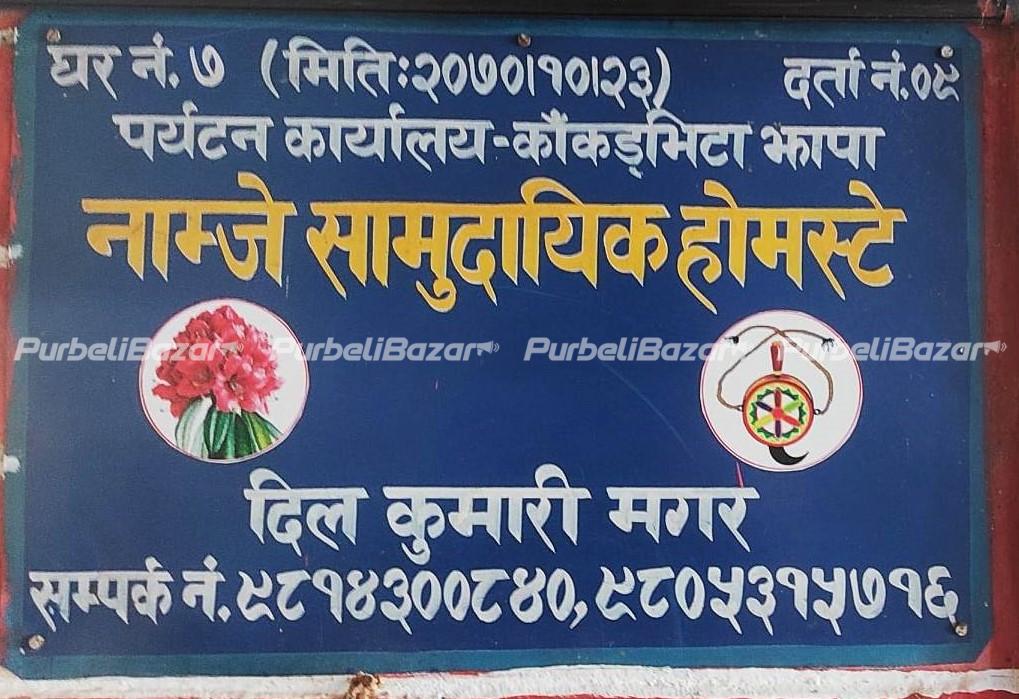 घर नं. ७ (मिति:२०७०।१०।२३) दर्ता नं.०९
पर्यटन कार्यालय-काँकड़भिटा झापा
नाम्जे सामुदायिक होमस्टे
PurbeliBazar PurbeliBazar PurbeliBazar PurbeliBazar
दिल कुमारी मगर
सम्पर्क नं.९८१४३००८४०, ९८०५३१५७१६